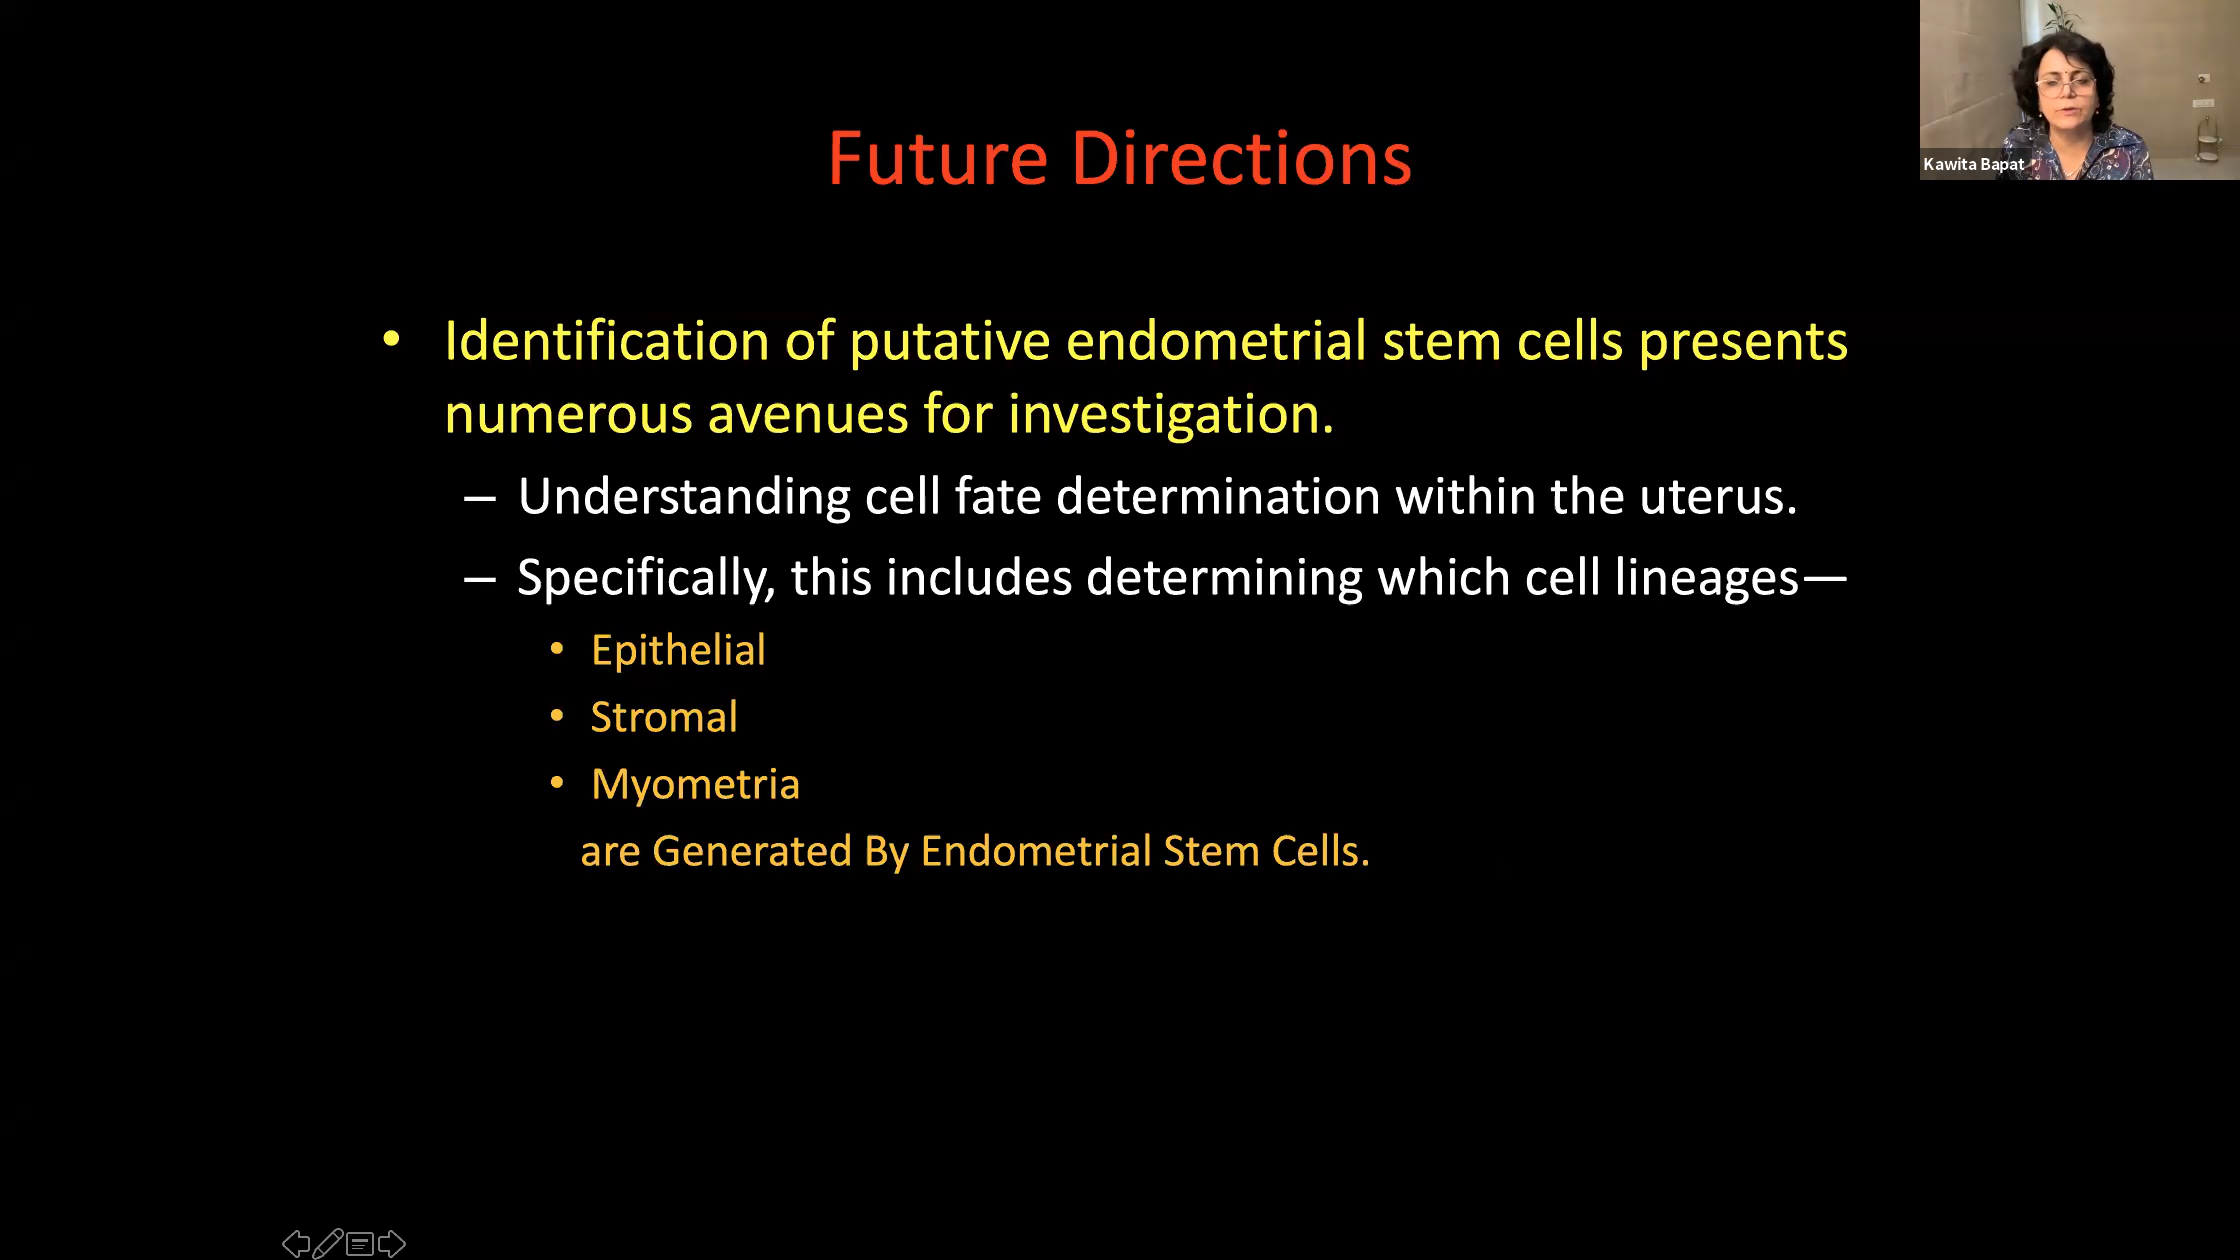 Kawita Bapat
Future Directions
• Identification of putative endometrial stem cells presents
numerous avenues for investigation.
– Understanding cell fate determination within the uterus.
– Specifically, this includes determining which cell lineages—
• Epithelial
• Stromal
• Myometria
are Generated By Endometrial Stem Cells.